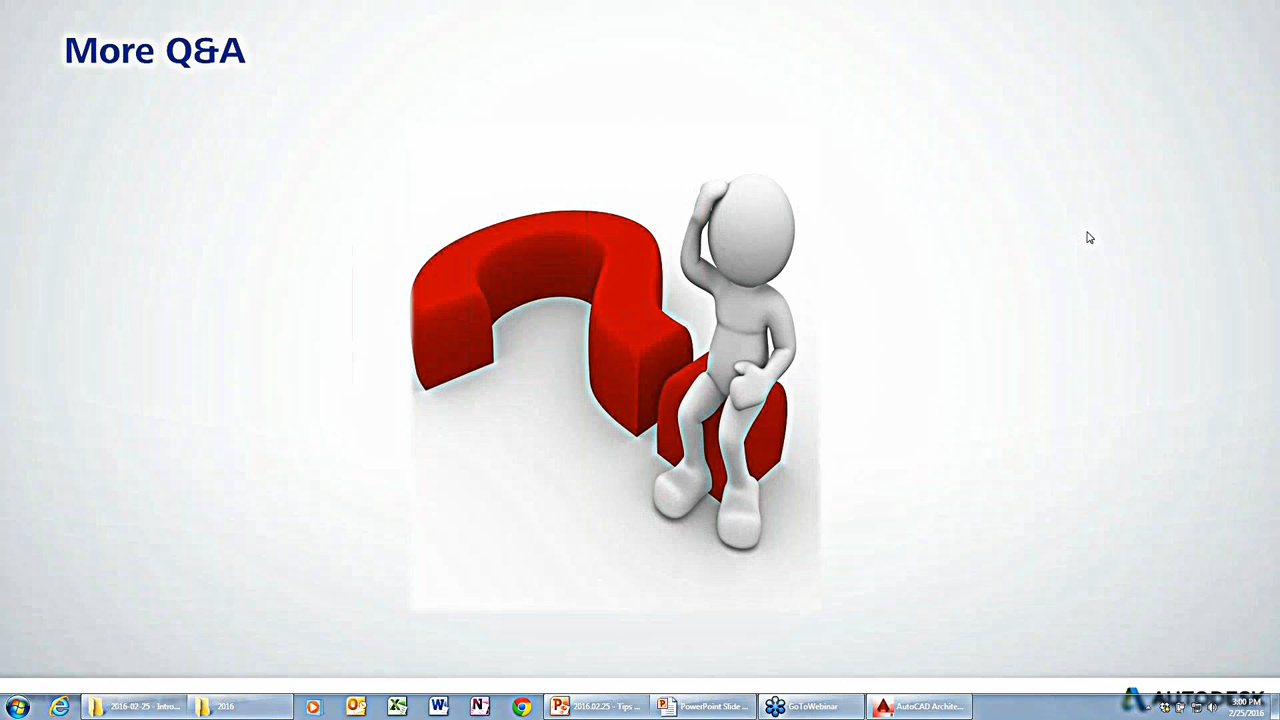 More Q&A
2016-02-25 - Intro...
2016
2016.02.25 - Tips ...
PowerPoint Slide ...
GoToWebinar
AutoCAD Archite...
AUTODESK
3:00 PM
2/25/2016